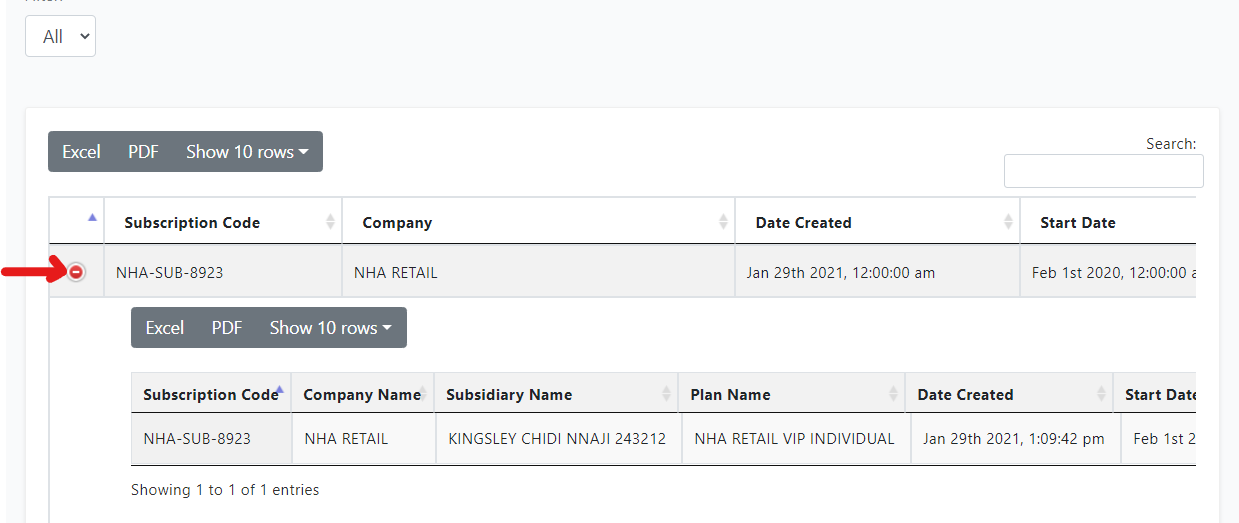 All
Excel PDF Show 10 rows
Search:
Subscription Code Company Date Created Start Date
NHA-SUB-8923 NHA RETAIL Jan 29th 2021, 12:00:00 am Feb 1st 2020, 12:00:00
Excel PDF Show 10 rows
Subscription Code Company Name Subsidiary Name Plan Name Date Created Start Date
NHA-SUB-8923 NHA RETAIL KINGSLEY CHIDI NNAJI 243212 NHA RETAIL VIP INDIVIDUAL Jan 29th 2021, 1:09:42 pm Feb 1st 2
Showing 1 to 1 of 1 entries